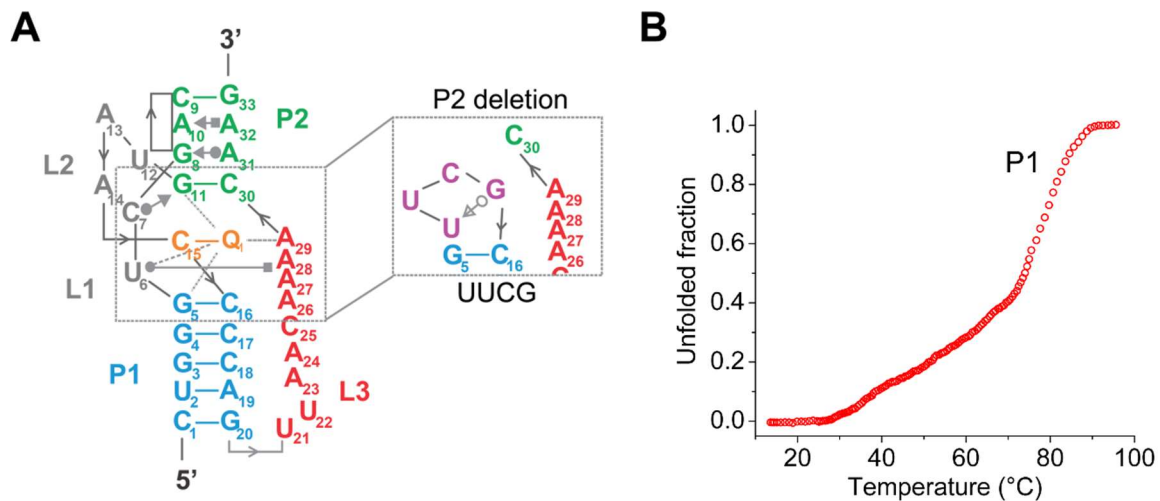 A
B
3'
C9 — G33
A10 A32
P2
A13
G8 A31
L2
U12
G11 — C30
A14
C7
C15 — QI A29
A28
U6
A27
L1
A26
G5 — C16
C25
G4 — C17
A24
G3 — C18
P1
A23
L3
U2 — A19
U22
C1 — G20
U21
5'
P2 deletion
C30
C
U G
A29
U
A28
A27
G5 — C16
A26
UUCG
P1
Unfolded fraction
1.0
0.8
0.6
0.4
0.2
0.0
20 40 60 80 100
Temperature (°C)